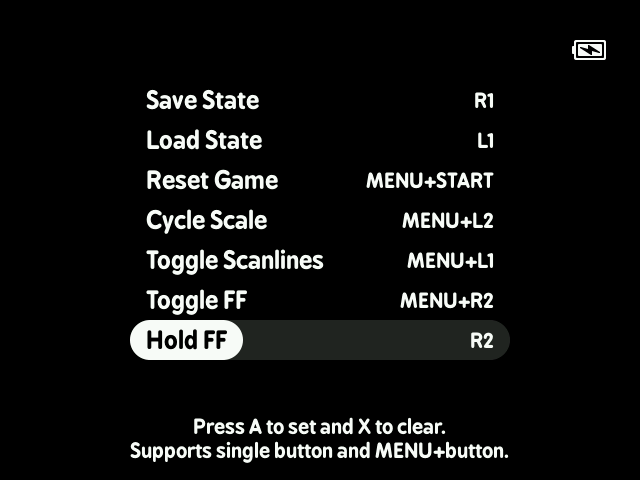 Save State R1
Load State L1
Reset Game MENU+START
Cycle Scale MENU+L2
Toggle Scanlines MENU+L1
Toggle FF MENU+R2
Hold FF R2
Press A to set and X to clear.
Supports single button and MENU+button.